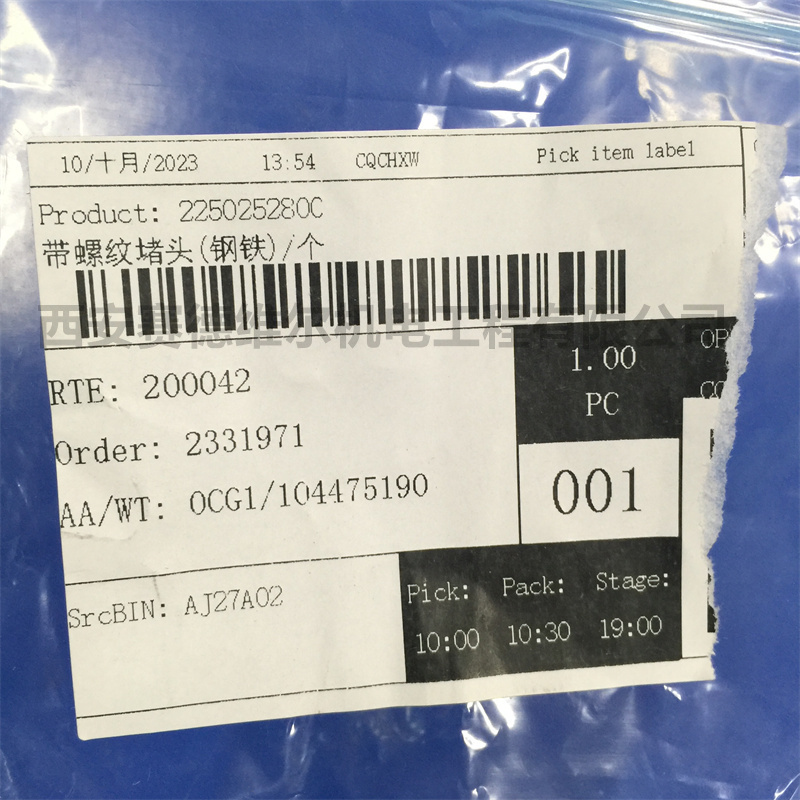 10/十月/2023 13:54 CQCHXW Pick item label
Product: 225025280C
带螺纹堵头(钢铁)/个
西安赛德维尔机电工程有限公司
RTE: 200042
1.00
PC
Order: 2331971
AA/WT: OCG1/104475190
001
SrcBIN: AJ27A02
Pick: Pack: Stage:
10:00 10:30 19:00